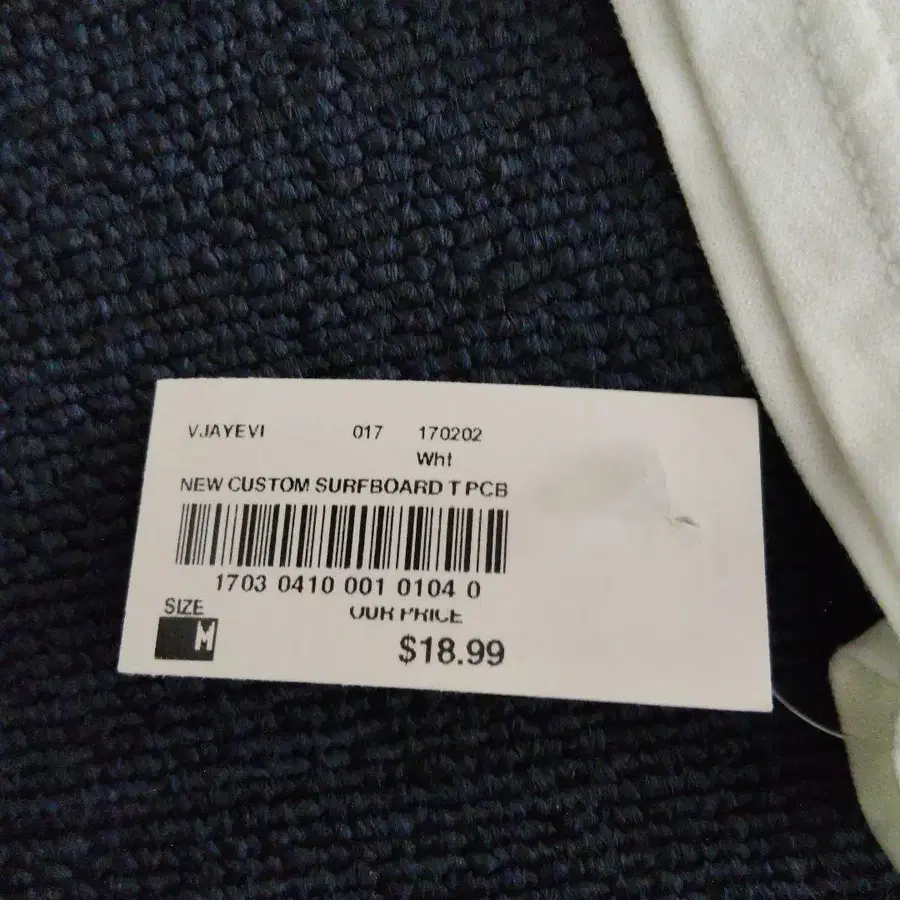 VJAYEVI 017 170202
Wht
NEW CUSTOM SURFBOARD T PCB
1703 0410 001 0104 0
SIZE OUR PRICE
M $18.99